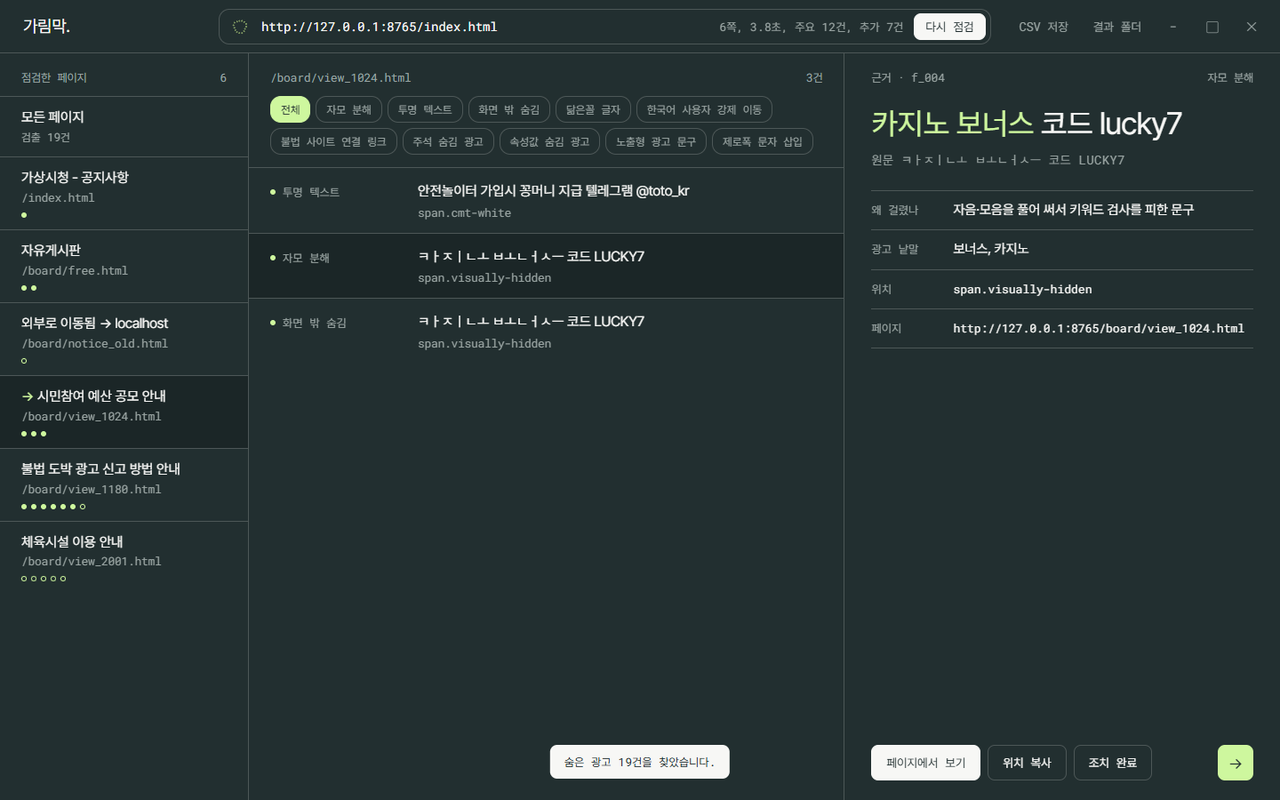 가림막.
http://127.0.0.1:8765/index.html
6쪽, 3.8초, 주요 12건, 추가 7건
다시 점검
CSV 저장
결과 폴더
점검한 페이지 6
모든 페이지
검출 19건
가상시청 - 공지사항
/index.html
자유게시판
/board/free.html
외부로 이동됨 → localhost
/board/notice_old.html
→ 시민참여 예산 공모 안내
/board/view_1024.html
불법 도박 광고 신고 방법 안내
/board/view_1180.html
체육시설 이용 안내
/board/view_2001.html
/board/view_1024.html 3건
전체 자모 분해 투명 텍스트 화면 밖 숨김 닮은꼴 글자 한국어 사용자 강제 이동
불법 사이트 연결 링크 주석 숨김 광고 속성값 숨김 광고 노출형 광고 문구 제로폭 문자 삽입
투명 텍스트 안전놀이터 가입시 꽁머니 지급 텔레그램 @toto_kr
span.cmt-white
자모 분해 ㅋㅏㅈㅣㄴㅗ ㅂㅗㄴㅓㅅㅡ 코드 LUCKY7
span.visually-hidden
화면 밖 숨김 ㅋㅏㅈㅣㄴㅗ ㅂㅗㄴㅓㅅㅡ 코드 LUCKY7
span.visually-hidden
숨은 광고 19건을 찾았습니다.
근거 · f_004 자모 분해
카지노 보너스 코드 lucky7
원문 ㅋㅏㅈㅣㄴㅗ ㅂㅗㄴㅓㅅㅡ 코드 LUCKY7
왜 걸렸나 자음·모음을 풀어 써서 키워드 검사를 피한 문구
광고 낱말 보너스, 카지노
위치 span.visually-hidden
페이지 http://127.0.0.1:8765/board/view_1024.html
페이지에서 보기 위치 복사 조치 완료 →